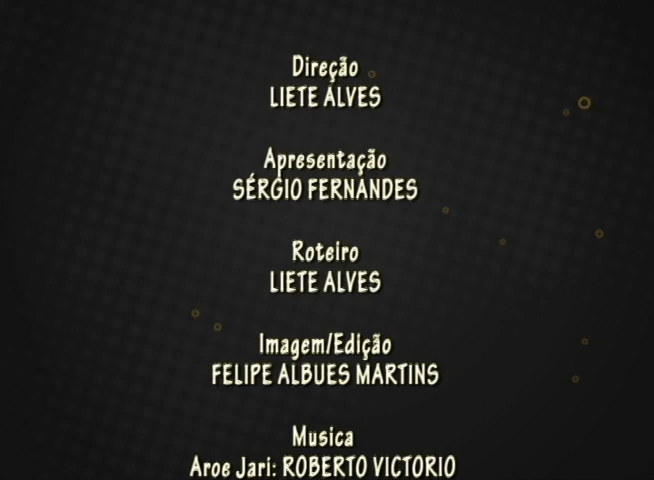 Direção
LIETE ALVES
Apresentação
SÉRGIO FERNANDES
Roteiro
LIETE ALVES
Imagem/Edição
FELIPE ALBUES MARTINS
Musica
Aroe Jari: ROBERTO VICTORIO